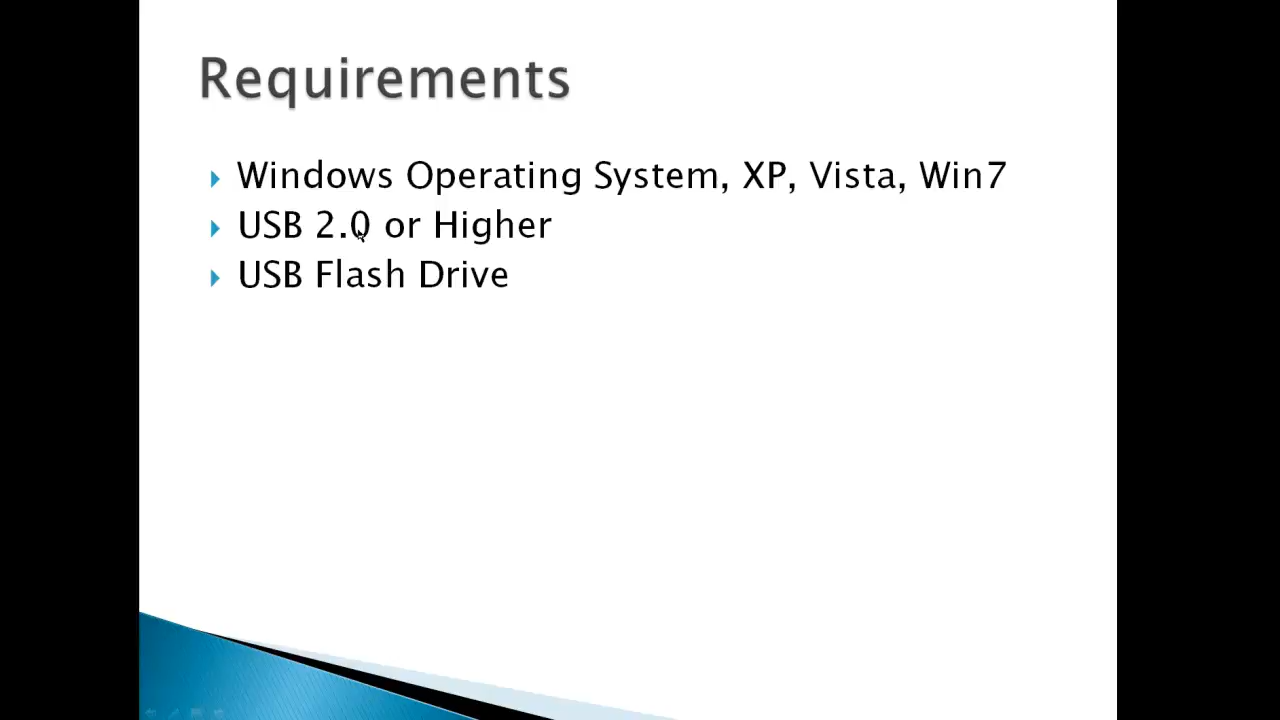 Requirements
Windows Operating System, XP, Vista, Win7
USB 2.0 or Higher
USB Flash Drive